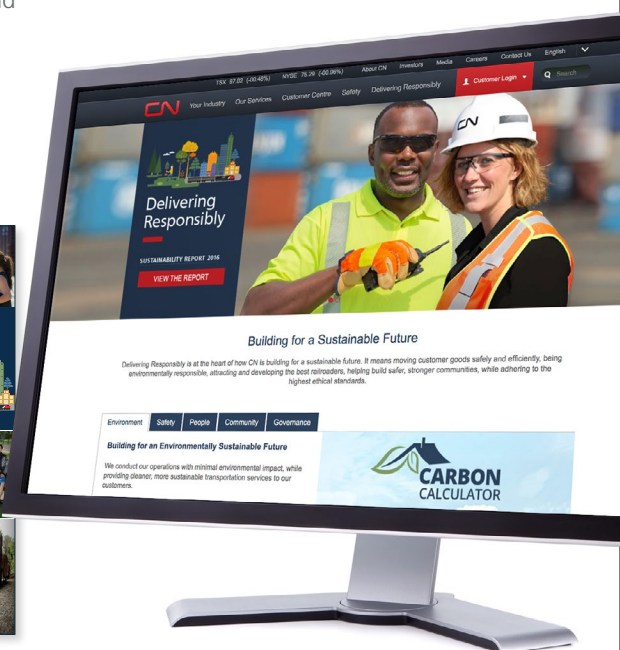 TSX 97.03 (-00.48%) NYSE 76.29 (-00.96%) About CN Investors Media Careers Contact Us English
CN Your Industry Our Services Customer Centre Safety Delivering Responsibly Customer Login Search
CN
Delivering
Responsibly
SUSTAINABILITY REPORT 2016
VIEW THE REPORT
Building for a Sustainable Future
Delivering Responsibly is at the heart of how CN is building for a sustainable future. It means moving customer goods safely and efficiently, being
environmentally responsible, attracting and developing the best railroaders, helping build safer, stronger communities, while adhering to the
highest ethical standards.
Environment Safety People Community Governance
Building for an Environmentally Sustainable Future
We conduct our operations with minimal environmental impact, while
providing cleaner, more sustainable transportation services to our
customers.
CARBON
CALCULATOR